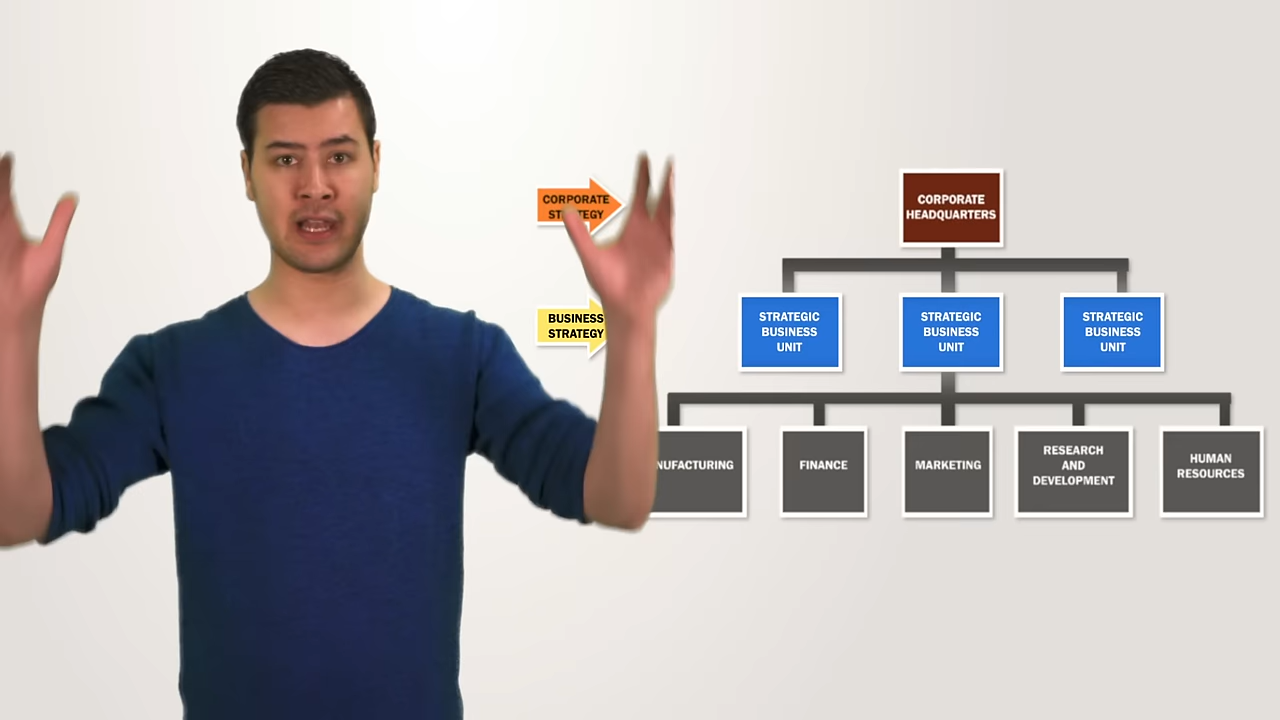 CORPORATE
CORPORATE
HEADQUARTERS
BUSINESS
STRATEGY
STRATEGIC
BUSINESS
UNIT
STRATEGIC
BUSINESS
UNIT
STRATEGIC
BUSINESS
UNIT
FINANCE
MARKETING
RESEARCH
AND
DEVELOPMENT
HUMAN
RESOURCES